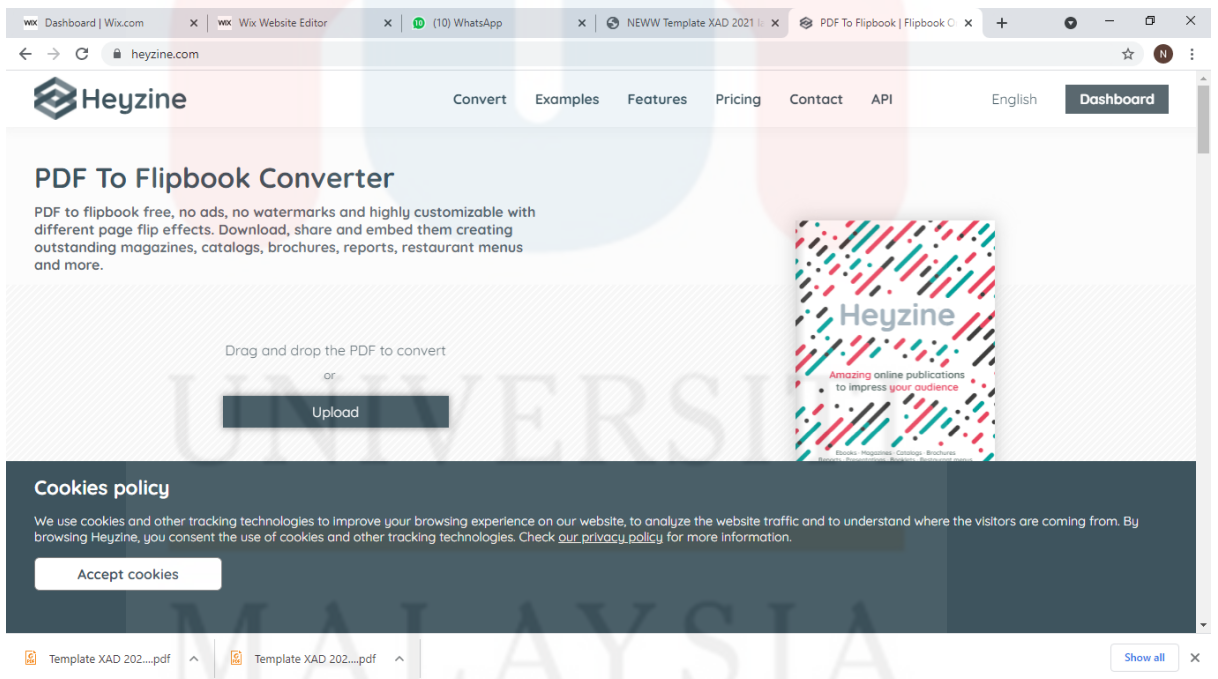 Dashboard | Wix.com
Wix Website Editor
(10) WhatsApp
NEWW Template XAD 2021
PDF To Flipbook | Flipbook
heyzine.com
N
Heyzine
Convert Examples Features Pricing Contact API English Dashboard
PDF To Flipbook Converter
PDF to flipbook free, no ads, no watermarks and highly customizable with
different page flip effects. Download, share and embed them creating
outstanding magazines, catalogs, brochures, reports, restaurant menus
and more.
Drag and drop the PDF to convert
or
Upload
Heyzine
Amazing online publications
to impress your audience
Ebooks · Magazines · Catalogs · Brochures
Reports · Presentations · Booklets · Restaurant menus
UNIVERSITI
Cookies policy
We use cookies and other tracking technologies to improve your browsing experience on our website, to analyze the website traffic and to understand where the visitors are coming from. By
browsing Heyzine, you consent the use of cookies and other tracking technologies. Check our privacy policy for more information.
Accept cookies
MALAYSIA
Template XAD 202....pdf
Template XAD 202....pdf
Show all